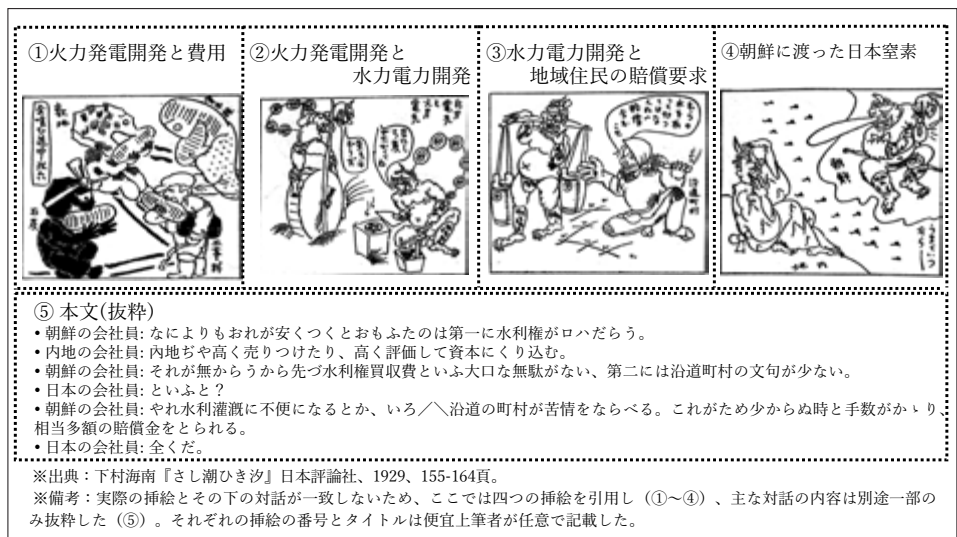 ①火力発電開発と費用
②火力発電開発と
水力電力開発
③水力電力開発と
地域住民の賠償要求
④朝鮮に渡った日本窒素
⑤ 本文(抜粋)
• 朝鮮の会社員: なによりもおれが安くつくとおもふたのは第一に水利権がロハだらう。
• 内地の会社員: 內地ぢや高く売りつけたり、高く評価して資本にくり込む。
• 朝鮮の会社員: それが無からうから先づ水利権買収費といふ大口な無駄がない、第二には沿道町村の文句が少ない。
• 日本の会社員: といふと？
• 朝鮮の会社員: やれ水利灌漑に不便になるとか、いろ／＼沿道の町村が苦情をならべる。これがため少からぬ時と手数がかゝり、
相当多額の賠償金をとられる。
• 日本の会社員: 全くだ。
※出典：下村海南『さし潮ひき汐』日本評論社、1929、155-164頁。
※備考：実際の挿絵とその下の対話が一致しないため、ここでは四つの挿絵を引用し（①～④）、主な対話の内容は別途一部の
み抜粋した（⑤）。それぞれの挿絵の番号とタイトルは便宜上筆者が任意で記載した。